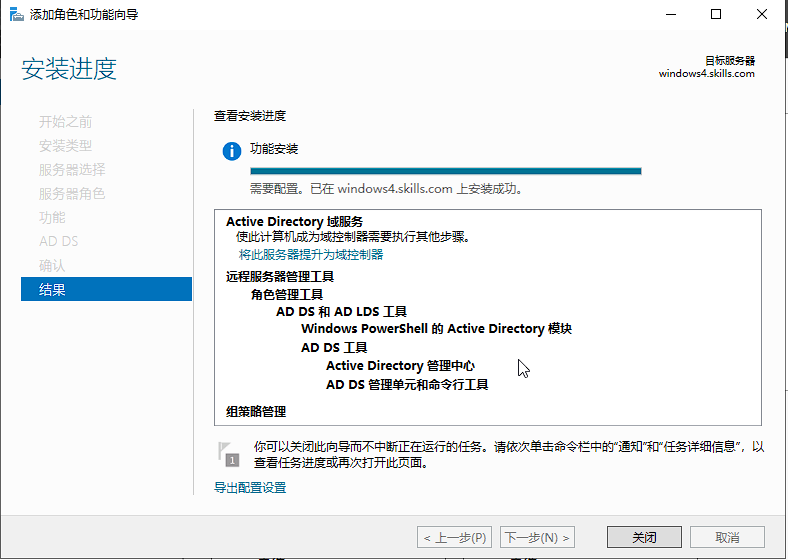 添加角色和功能向导
安装进度
目标服务器
windows4.skills.com
开始之前
安装类型
服务器选择
服务器角色
功能
AD DS
确认
结果
查看安装进度
功能安装
需要配置。已在 windows4.skills.com 上安装成功。
Active Directory 域服务
使此计算机成为域控制器需要执行其他步骤。
将此服务器提升为域控制器
远程服务器管理工具
角色管理工具
AD DS 和 AD LDS 工具
Windows PowerShell 的 Active Directory 模块
AD DS 工具
Active Directory 管理中心
AD DS 管理单元和命令行工具
组策略管理
1
你可以关闭此向导而不中断正在运行的任务。请依次单击命令栏中的"通知"和"任务详细信息"，以
查看任务进度或再次打开此页面。
导出配置设置
< 上一步(P)
下一步(N) >
关闭
取消